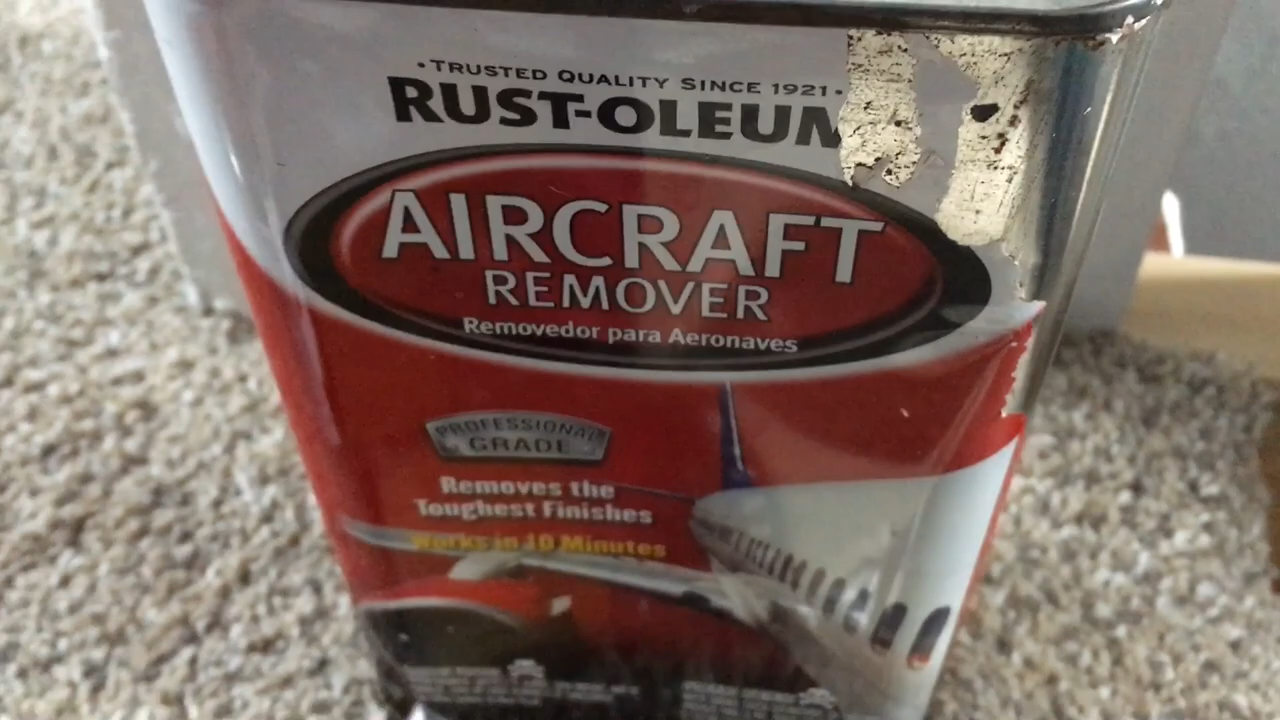 •TRUSTED QUALITY SINCE 1921•
RUST-OLEUM
AIRCRAFT
REMOVER
Removedor para Aeronaves
PROFESSIONAL
GRADE
Removes the
Toughest Finishes
Works in 10 Minutes